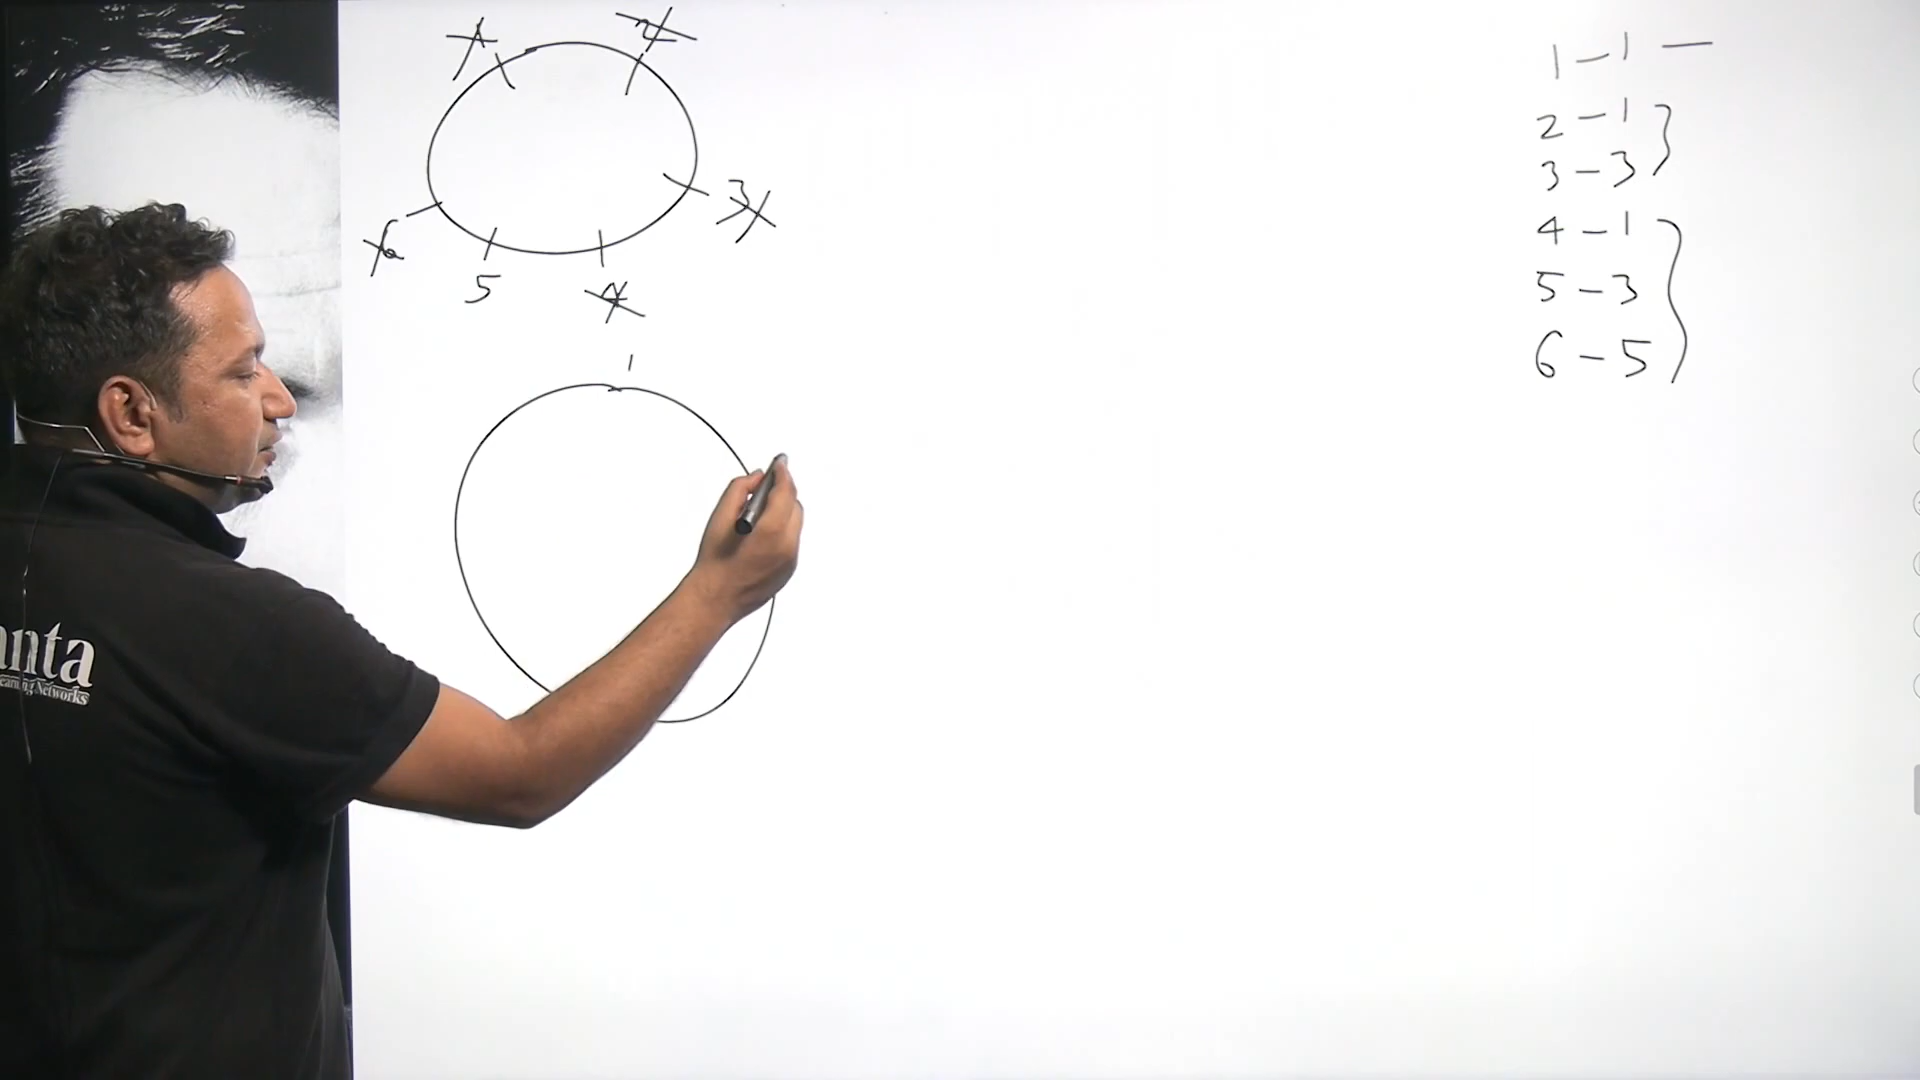 1 2
3
6 5 4
1
1 - 1 —
2 - 1
3 - 3
4 - 1
5 - 3
6 - 5
anta
earning Networks